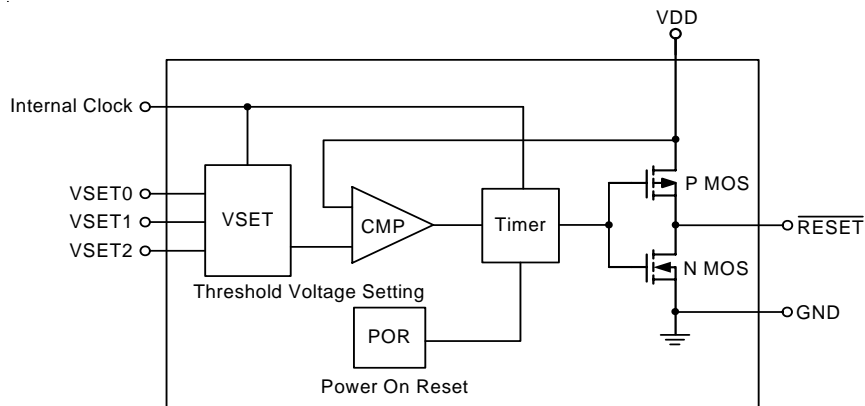 VDD
Internal Clock
VSET0
VSET1
VSET2
VSET
CMP
Timer
P MOS
RESET
N MOS
Threshold Voltage Setting
GND
POR
Power On Reset